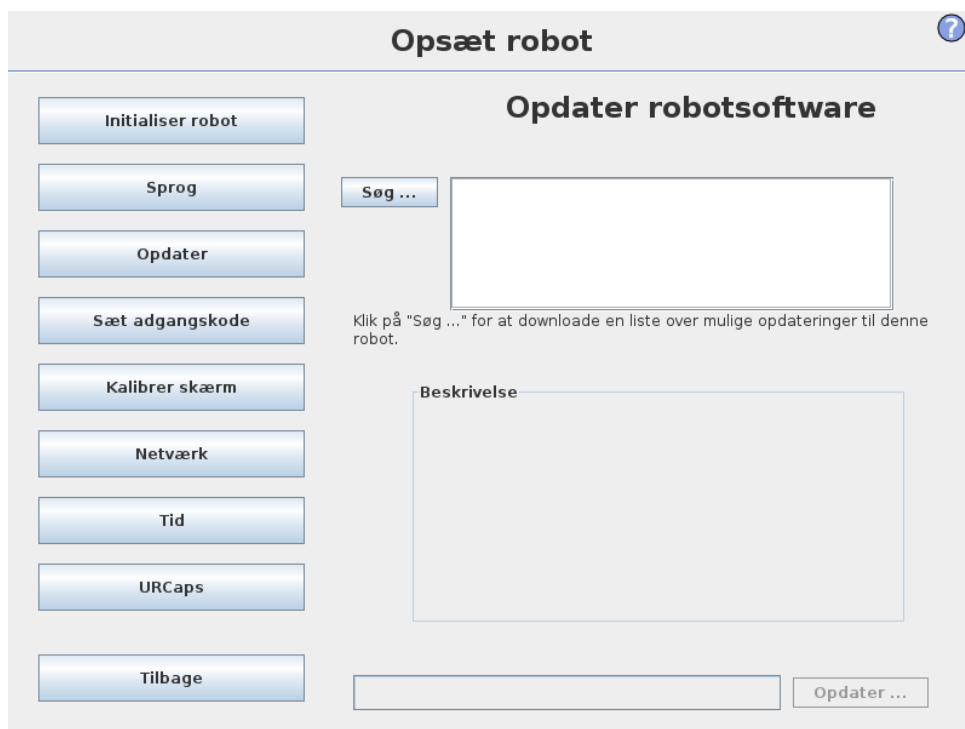 Opsæt robot
?
Initialiser robot
Sprog
Opdater
Sæt adgangskode
Kalibrer skærm
Netværk
Tid
URCaps
Tilbage
Opdater robotsoftware
Søg ...
Klik på "Søg ..." for at downloade en liste over mulige opdateringer til denne
robot.
Beskrivelse
Opdater ...